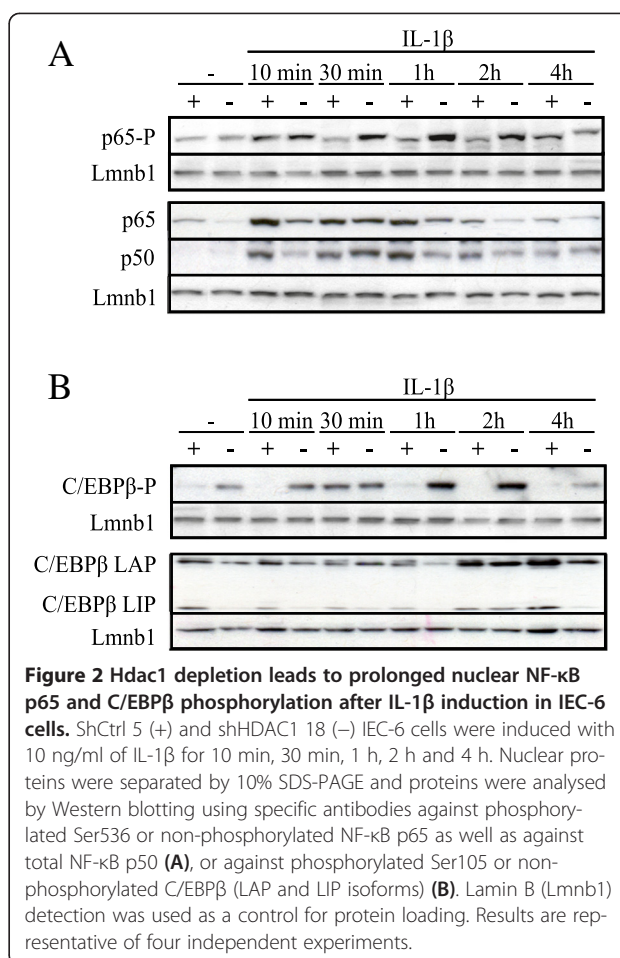 A
IL-1β
- 10 min 30 min 1h 2h 4h
+ - + - + - + - + - + -
p65-P
Lmnb1
p65
p50
Lmnb1
B
IL-1β
- 10 min 30 min 1h 2h 4h
+ - + - + - + - + - + -
C/EBPβ-P
Lmnb1
C/EBPβ LAP
C/EBPβ LIP
Lmnb1
Figure 2 Hdac1 depletion leads to prolonged nuclear NF-κB
p65 and C/EBPβ phosphorylation after IL-1β induction in IEC-6
cells. ShCtrl 5 (+) and shHDAC1 18 (−) IEC-6 cells were induced with
10 ng/ml of IL-1β for 10 min, 30 min, 1 h, 2 h and 4 h. Nuclear pro-
teins were separated by 10% SDS-PAGE and proteins were analysed
by Western blotting using specific antibodies against phosphory-
lated Ser536 or non-phosphorylated NF-κB p65 as well as against
total NF-κB p50 (A), or against phosphorylated Ser105 or non-
phosphorylated C/EBPβ (LAP and LIP isoforms) (B). Lamin B (Lmnb1)
detection was used as a control for protein loading. Results are rep-
resentative of four independent experiments.